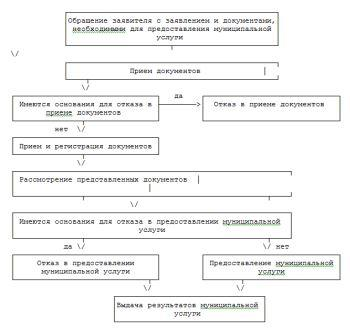 Обращение заявителя с заявлением и документами,
необходимыми для предоставления муниципальной
услуги
\/
Прием документов |
\/
Имеются основания для отказа в
приеме документов
да
>
Отказ в приеме документов
нет \/
Прием и регистрация документов
\/
Рассмотрение представленных документов |
|
\/
Имеются основания для отказа в предоставлении муниципальной
услуги
да \/
\/ нет
Отказ в предоставлении
муниципальной услуги
Предоставление муниципальной
услуги
\/
\/
Выдача результатов муниципальной
услуги